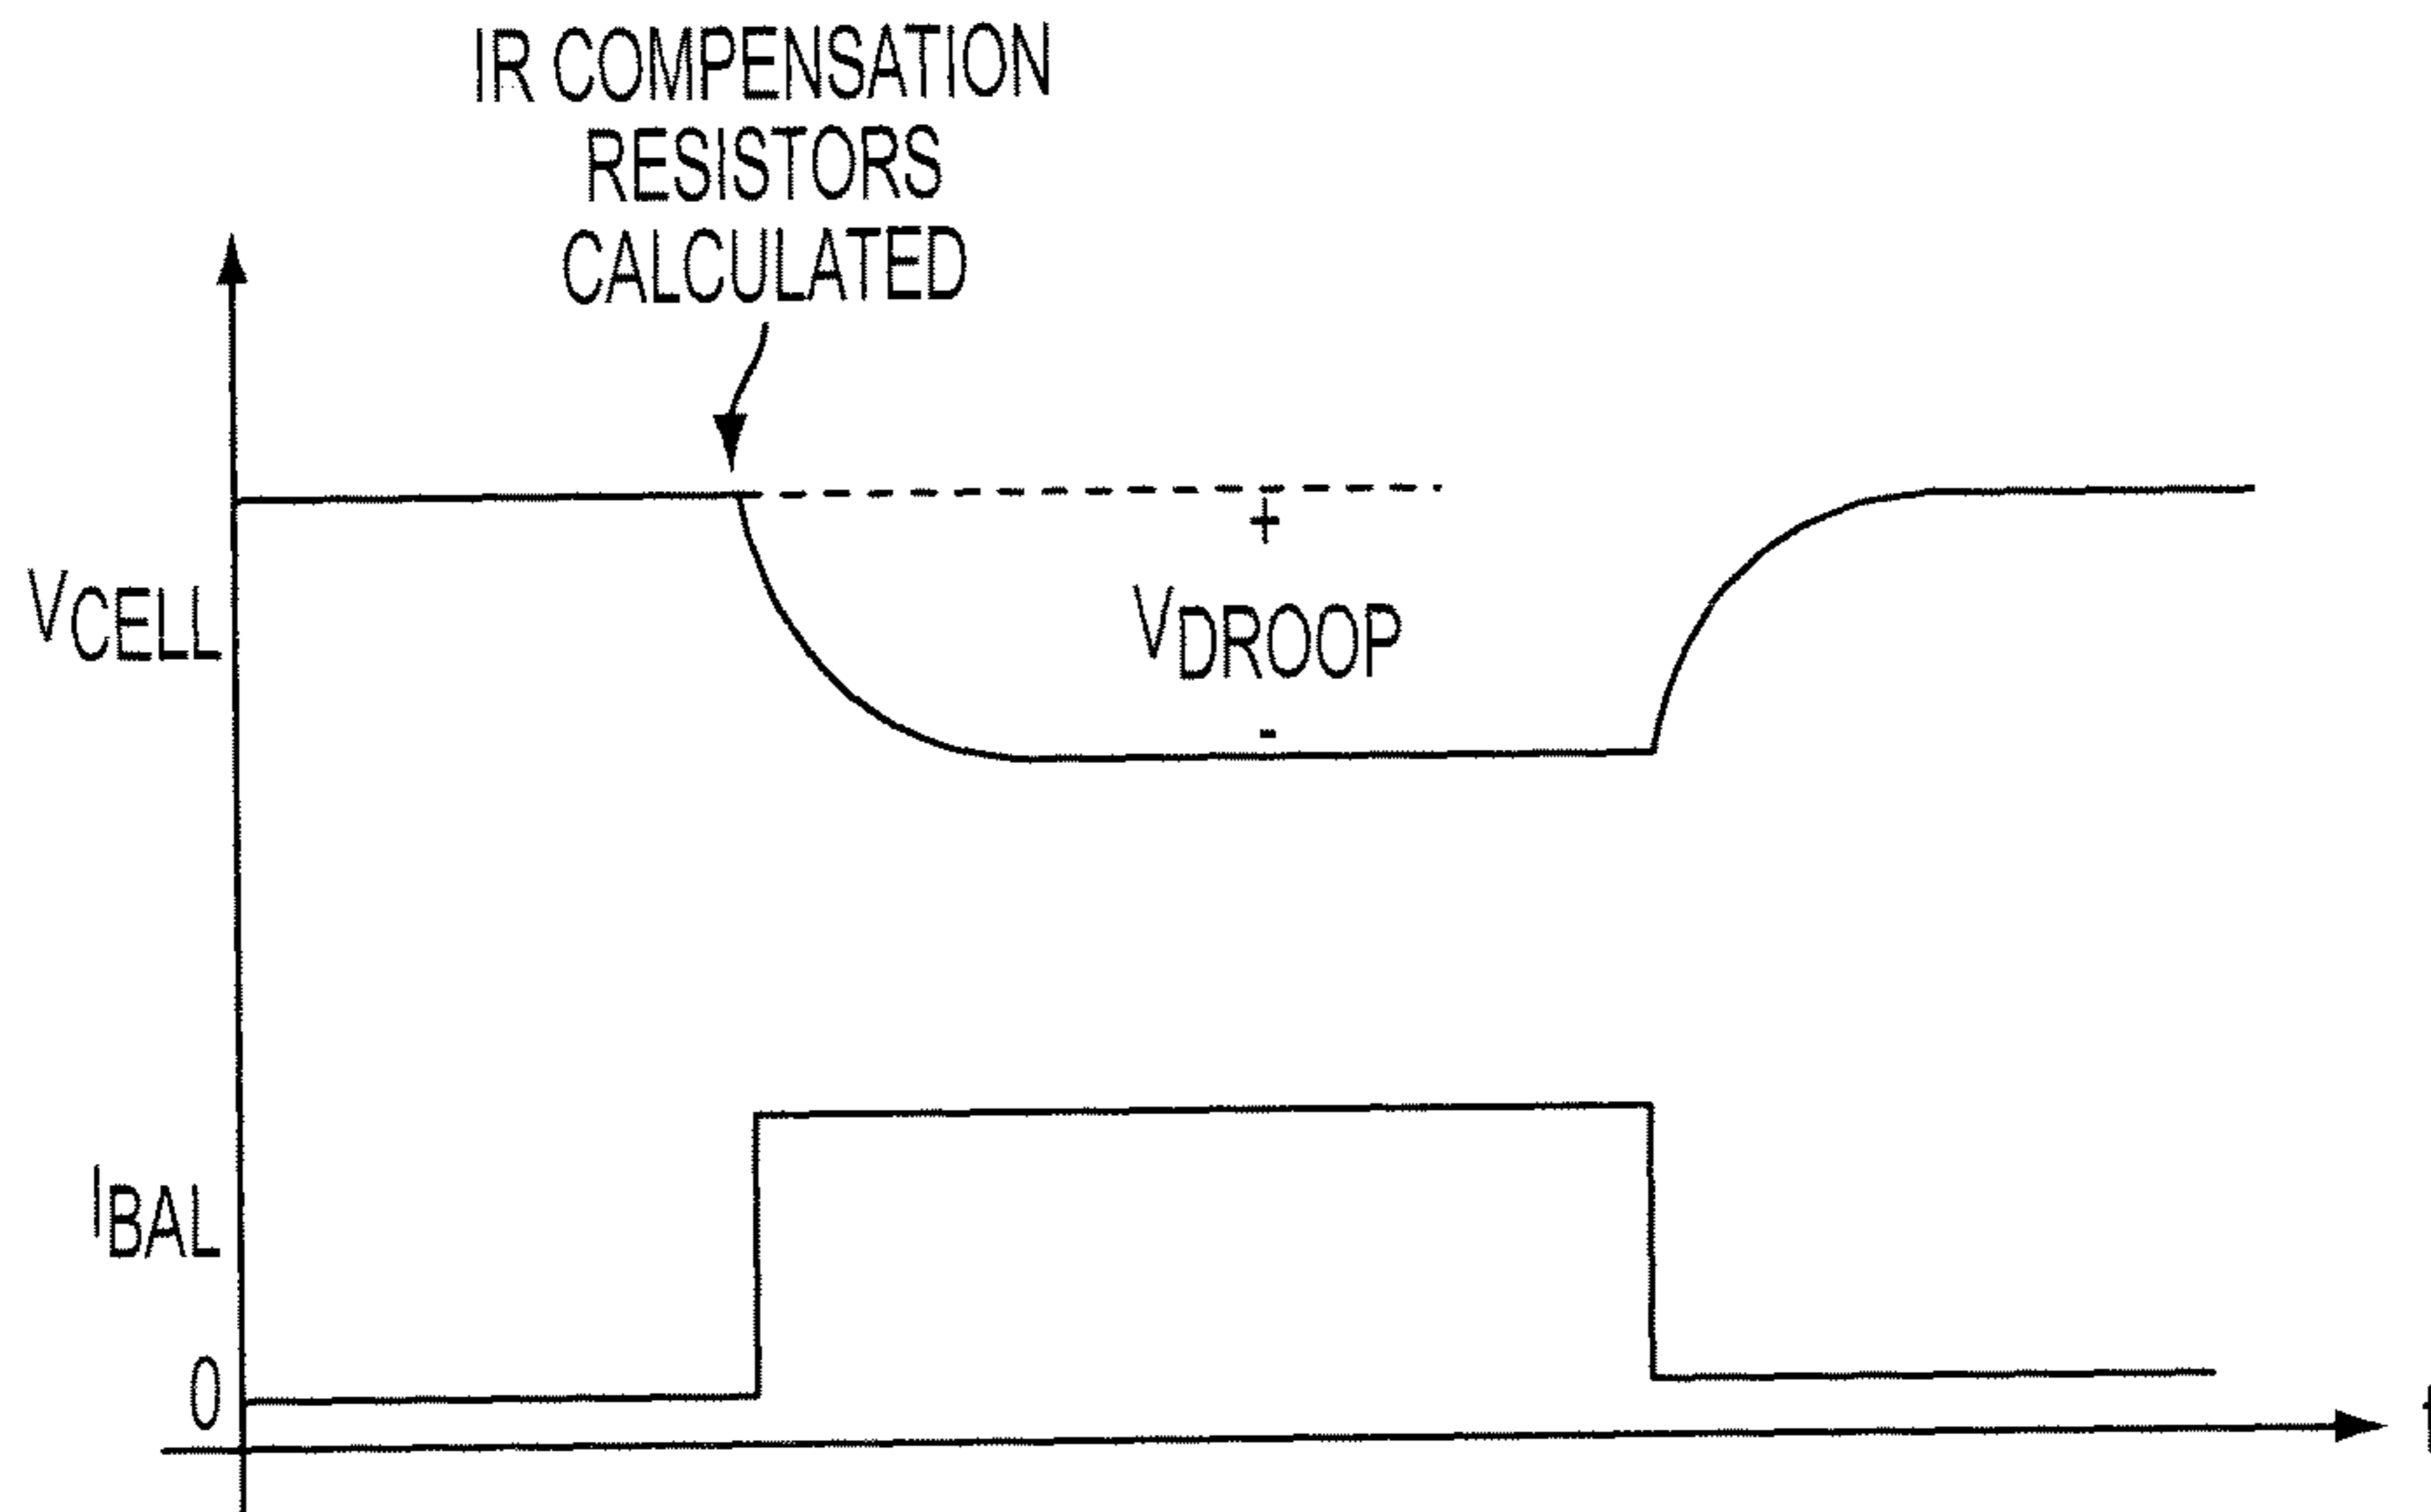 IR COMPENSATION
RESISTORS
CALCULATED
+
VCELL
VDROOP
-
IBAL
0
t